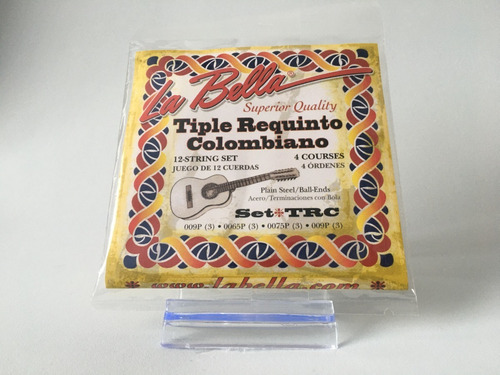 La Bella
Superior Quality
Tiple Requinto
Colombiano
12-STRING SET
JUEGO DE 12 CUERDAS
4 COURSES
4 ÓRDENES
Plain Steel/Ball-Ends
Acero/Terminaciones con Bola
Set*TRC
009P (3) • 0065P (3) • 0075P (3) • 009P (3)
* www.labella.com *